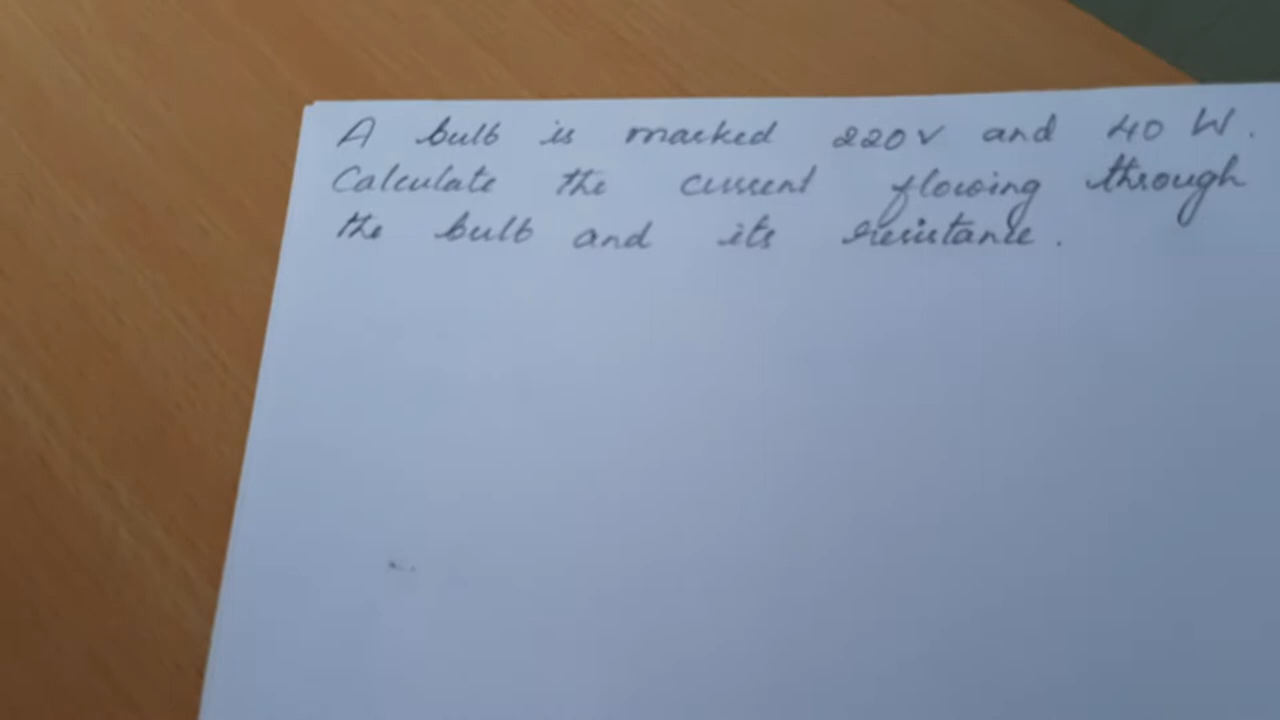 A bulb is marked 220V and 40 W.
Calculate the current flowing through
the bulb and its resistance.